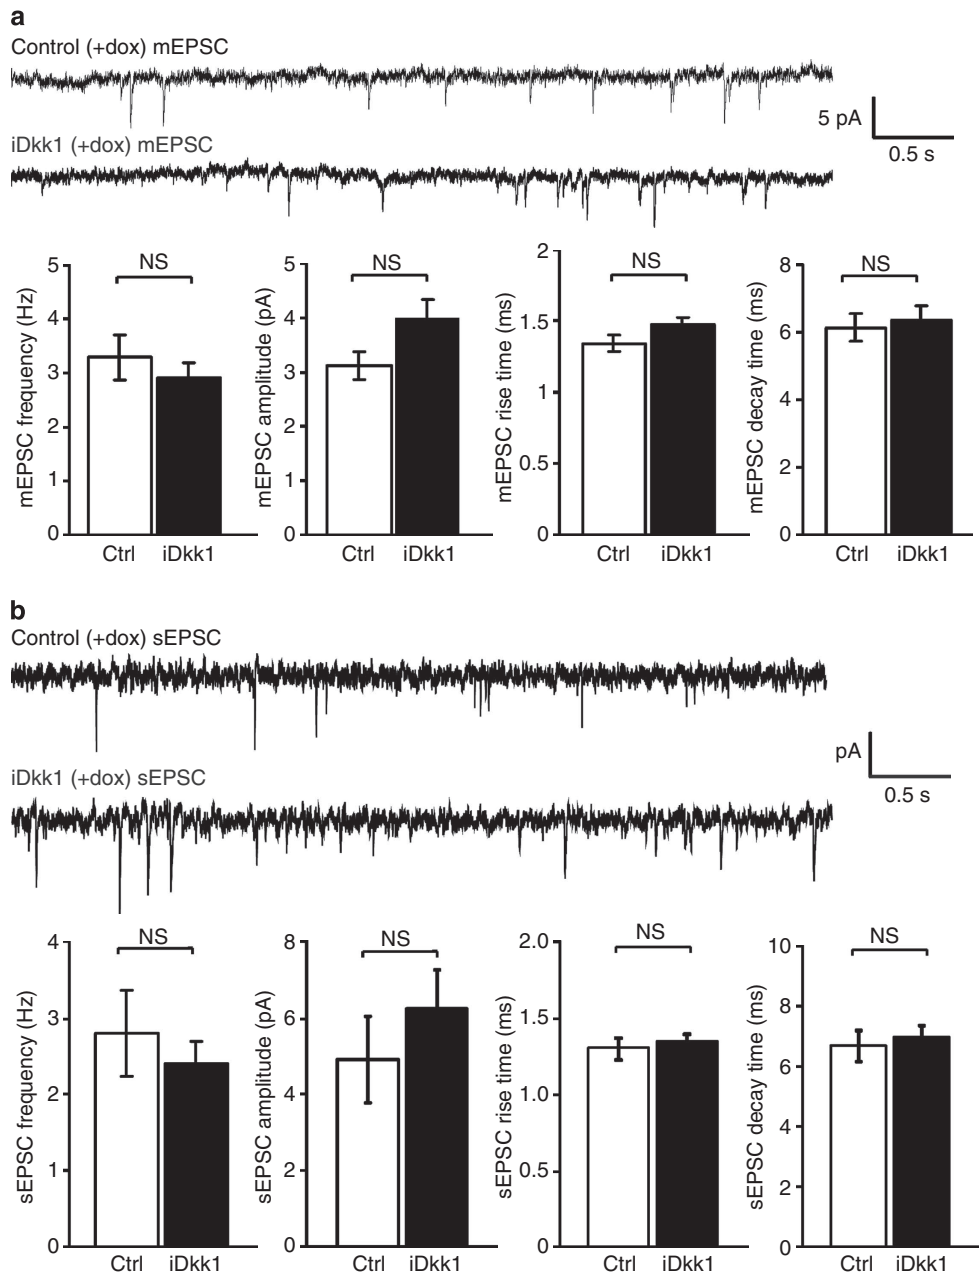 a
Control (+dox) mEPSC
5 pA
0.5 s
iDkk1 (+dox) mEPSC
mEPSC frequency (Hz)
5
4
3
2
1
0
NS
Ctrl
iDkk1
mEPSC amplitude (pA)
5
4
3
2
1
0
NS
Ctrl
iDkk1
mEPSC rise time (ms)
2
1.5
1
0.5
0
NS
Ctrl
iDkk1
mEPSC decay time (ms)
8
6
4
2
0
NS
Ctrl
iDkk1
b
Control (+dox) sEPSC
pA
0.5 s
iDkk1 (+dox) sEPSC
sEPSC frequency (Hz)
4
3
2
1
0
NS
Ctrl
iDkk1
sEPSC amplitude (pA)
8
6
4
2
0
NS
Ctrl
iDkk1
sEPSC rise time (ms)
2.0
1.5
1.0
0.5
0
NS
Ctrl
iDkk1
sEPSC decay time (ms)
10
8
6
4
2
0
NS
Ctrl
iDkk1